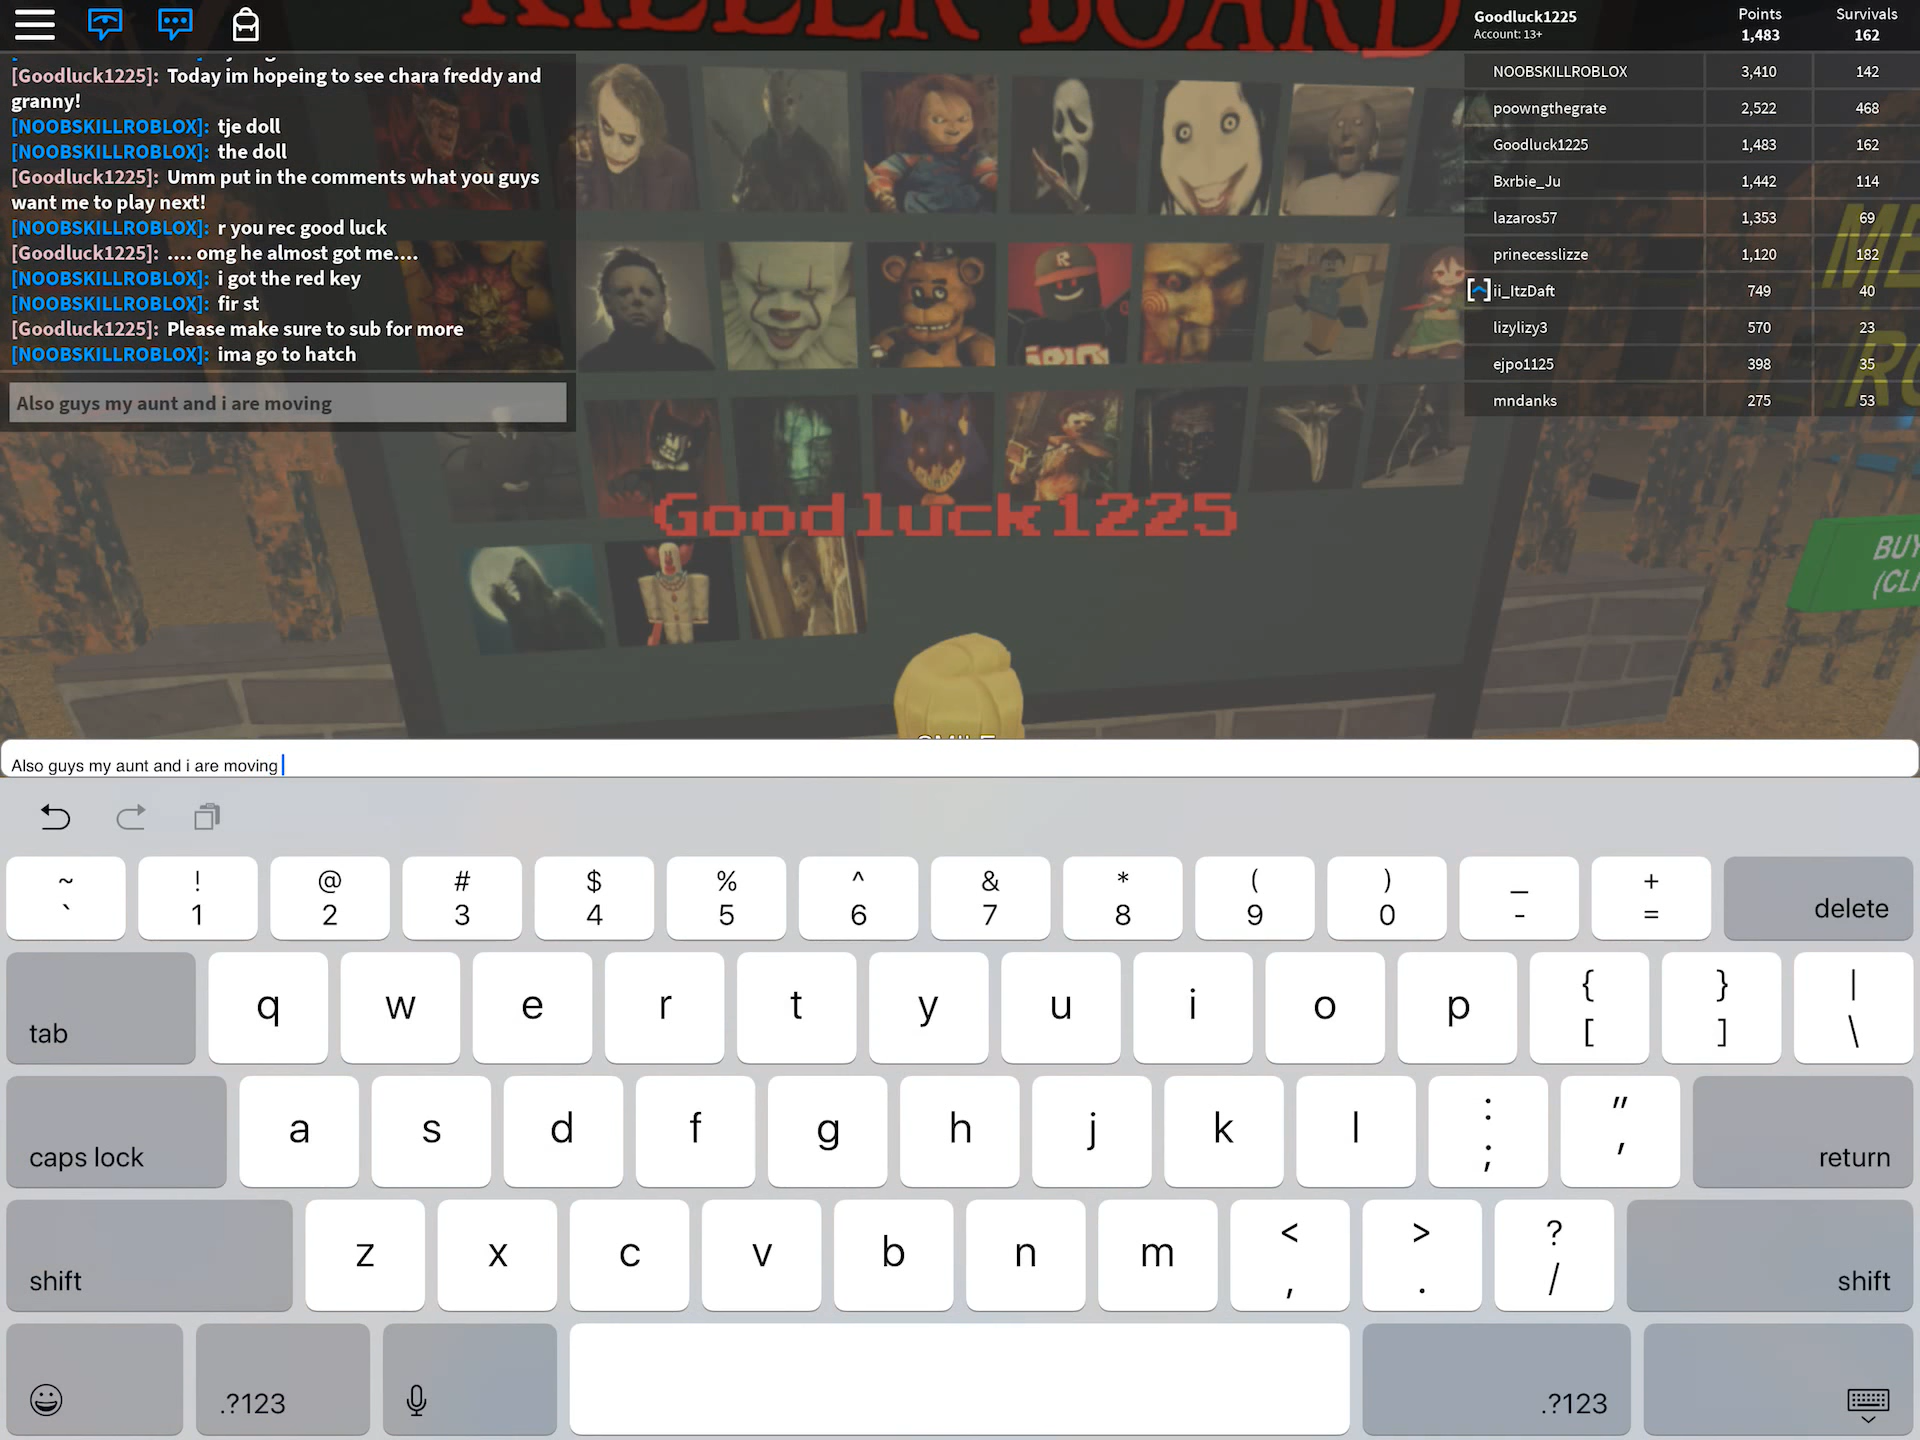 KILLER BOARD
Goodluck1225
Account: 13+
Points
1,483
Survivals
162
[Goodluck1225]: Today im hopeing to see chara freddy and
granny!
[NOOBSKILLROBLOX]: tje doll
[NOOBSKILLROBLOX]: the doll
[Goodluck1225]: Umm put in the comments what you guys
want me to play next!
[NOOBSKILLROBLOX]: r you rec good luck
[Goodluck1225]: .... omg he almost got me....
[NOOBSKILLROBLOX]: i got the red key
[NOOBSKILLROBLOX]: fir st
[Goodluck1225]: Please make sure to sub for more
[NOOBSKILLROBLOX]: ima go to hatch
Also guys my aunt and i are moving
NOOBSKILLROBLOX 3,410 142
poowngthegrate 2,522 468
Goodluck1225 1,483 162
Bxrbie_Ju 1,442 114
lazaros57 1,353 69
prinecesslizze 1,120 182
ii_ItzDaft 749 40
lizylizy3 570 23
ejpo1125 398 35
mndanks 275 53
Goodluck1225
BUY
SMILE
Also guys my aunt and i are moving
~ ! @ # $ % ^ & * ( ) _ +
` 1 2 3 4 5 6 7 8 9 0 - = delete
tab q w e r t y u i o p { [ } ] | \
caps lock a s d f g h j k l : ; " ' return
shift z x c v b n m < , > . ? / shift
.?123 .?123